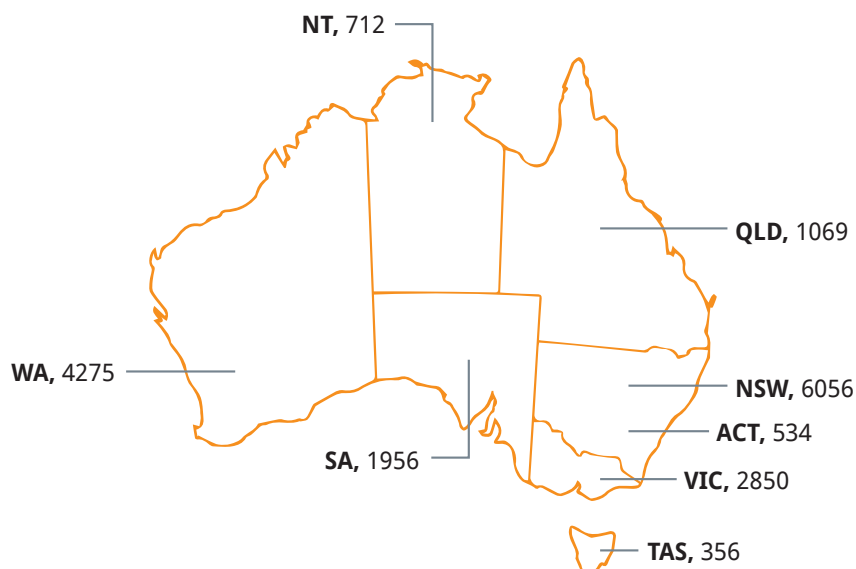 NT, 712
QLD, 1069
WA, 4275
NSW, 6056
ACT, 534
SA, 1956
VIC, 2850
TAS, 356